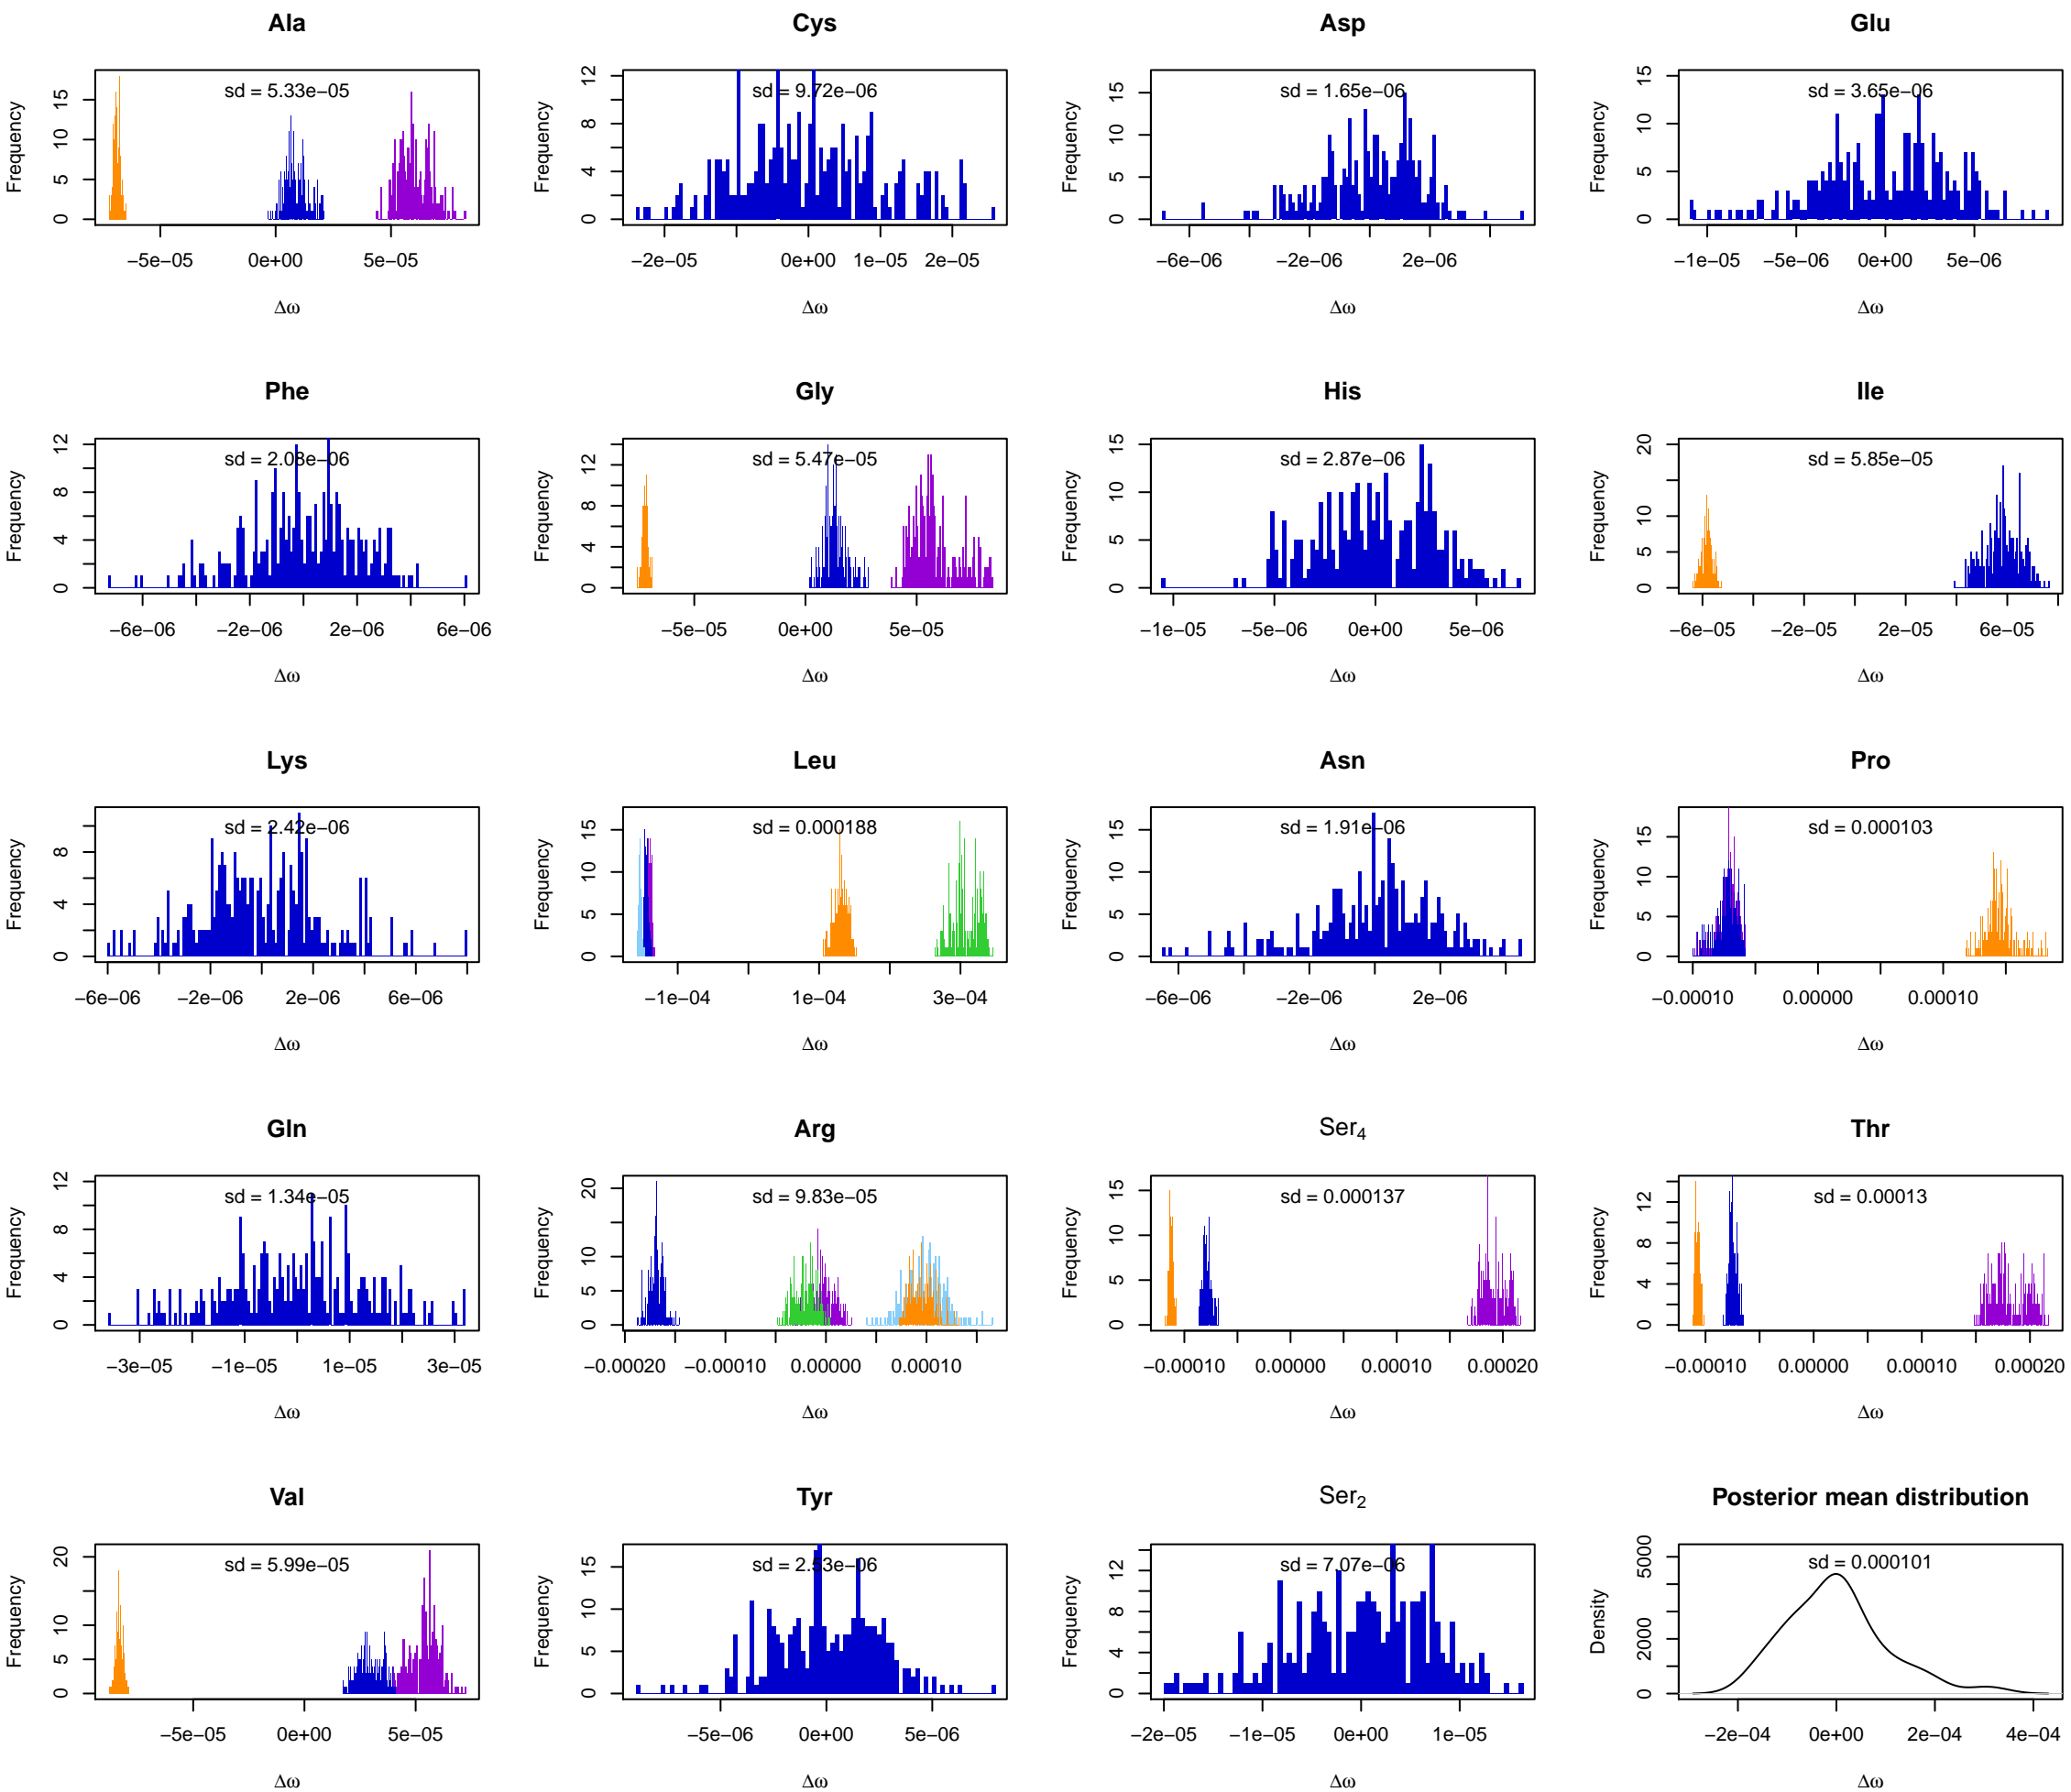 Ala Cys Asp Glu
sd = 5.33e−05 sd = 9.72e−06 sd = 1.65e−06 sd = 3.65e−06
Frequency Frequency Frequency Frequency
15 10 5 0
12 8 4 0
15 10 5 0
15 10 5 0
−5e−05 0e+00 5e−05
−2e−05 0e+00 1e−05 2e−05
−6e−06 −2e−06 2e−06
−1e−05 −5e−06 0e+00 5e−06
Δω Δω Δω Δω
Phe Gly His Ile
sd = 2.08e−06 sd = 5.47e−05 sd = 2.87e−06 sd = 5.85e−05
Frequency Frequency Frequency Frequency
12 8 4 0
12 8 4 0
15 10 5 0
20 15 10 5 0
−6e−06 −2e−06 2e−06 6e−06
−5e−05 0e+00 5e−05
−1e−05 −5e−06 0e+00 5e−06
−6e−05 −2e−05 2e−05 6e−05
Δω Δω Δω Δω
Lys Leu Asn Pro
sd = 2.42e−06 sd = 0.000188 sd = 1.91e−06 sd = 0.000103
Frequency Frequency Frequency Frequency
8 4 0
15 10 5 0
15 10 5 0
15 10 5 0
−6e−06 −2e−06 2e−06 6e−06
−1e−04 1e−04 3e−04
−6e−06 −2e−06 2e−06
−0.00010 0.00000 0.00010
Δω Δω Δω Δω
Gln Arg Ser4 Thr
sd = 1.34e−05 sd = 9.83e−05 sd = 0.000137 sd = 0.00013
Frequency Frequency Frequency Frequency
12 8 4 0
20 10 5 0
15 10 5 0
12 8 4 0
−3e−05 −1e−05 1e−05 3e−05
−0.00020 −0.00010 0.00000 0.00010
−0.00010 0.00000 0.00010 0.00020
−0.00010 0.00000 0.00010 0.00020
Δω Δω Δω Δω
Val Tyr Ser2 Posterior mean distribution
sd = 5.99e−05 sd = 2.53e−06 sd = 7.07e−06 sd = 0.000101
Frequency Frequency Frequency Density
20 10 5 0
15 10 5 0
12 8 4 0
5000 2000 0
−5e−05 0e+00 5e−05
−5e−06 0e+00 5e−06
−2e−05 −1e−05 0e+00 1e−05
−2e−04 0e+00 2e−04 4e−04
Δω Δω Δω Δω